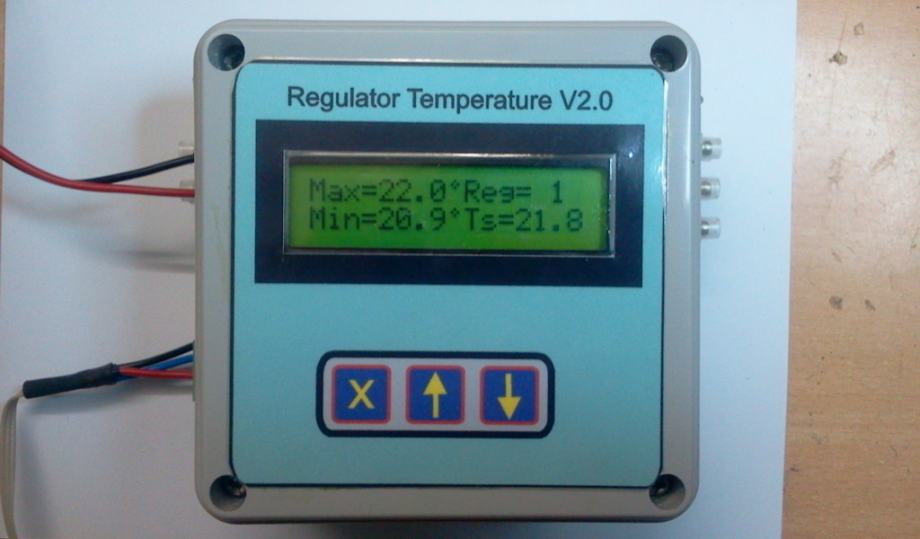 Regulator Temperature V2.0
Max=22.0°Reg= 1
Min=20.9°Ts=21.8
X ↑ ↓